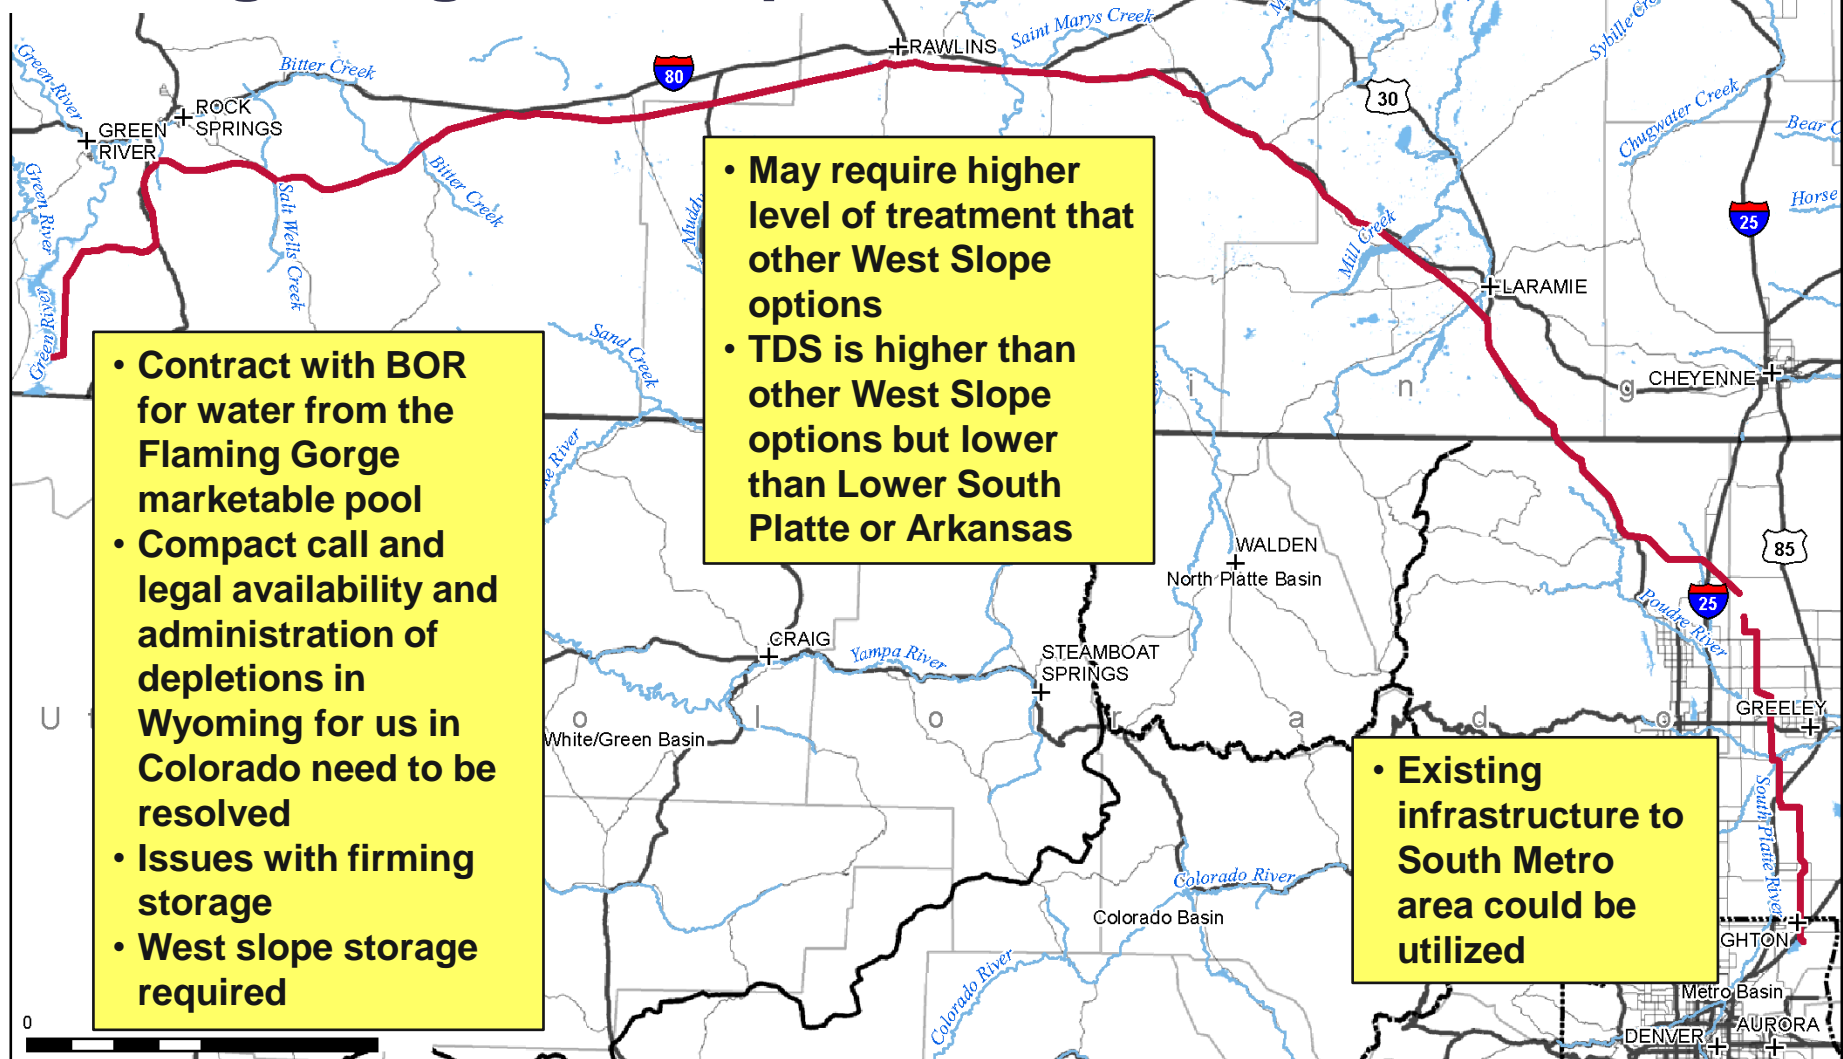 Green River
Bitter Creek
80
RAWLINS
Saint Marys Creek
30
Chugwater Creek
Bear C
Horse
25
ROCK
SPRINGS
GREEN
RIVER
Green River
Salt Wells Creek
Bitter Creek
Muddy
Mill Creek
LARAMIE
CHEYENNE
Green River
Sand Creek
• May require higher
level of treatment that
other West Slope
options
• TDS is higher than
other West Slope
options but lower
than Lower South
Platte or Arkansas
i n g
• Contract with BOR
for water from the
Flaming Gorge
marketable pool
• Compact call and
legal availability and
administration of
depletions in
Wyoming for us in
Colorado need to be
resolved
• Issues with firming
storage
• West slope storage
required
ke River
WALDEN
North Platte Basin
85
25
Poudre River
CRAIG
Yampa River
STEAMBOAT
SPRINGS
U
o l o r a d o
White/Green Basin
GREELEY
South Platte River
• Existing
infrastructure to
South Metro
area could be
utilized
Colorado River
Colorado Basin
Colorado River
GHTON
Metro Basin
DENVER
AURORA
0